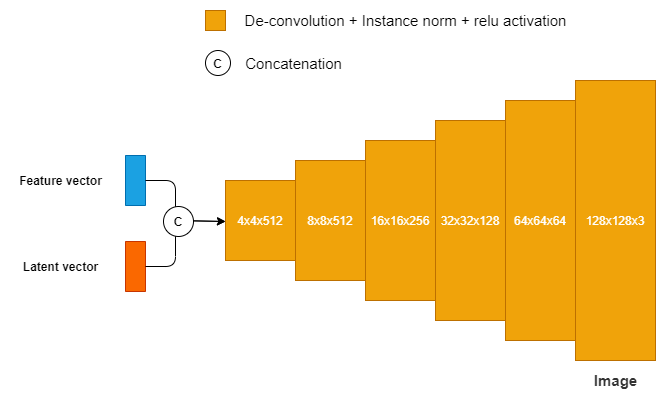 De-convolution + Instance norm + relu activation
C
Concatenation
Feature vector
C
Latent vector
4x4x512
8x8x512
16x16x256
32x32x128
64x64x64
128x128x3
Image